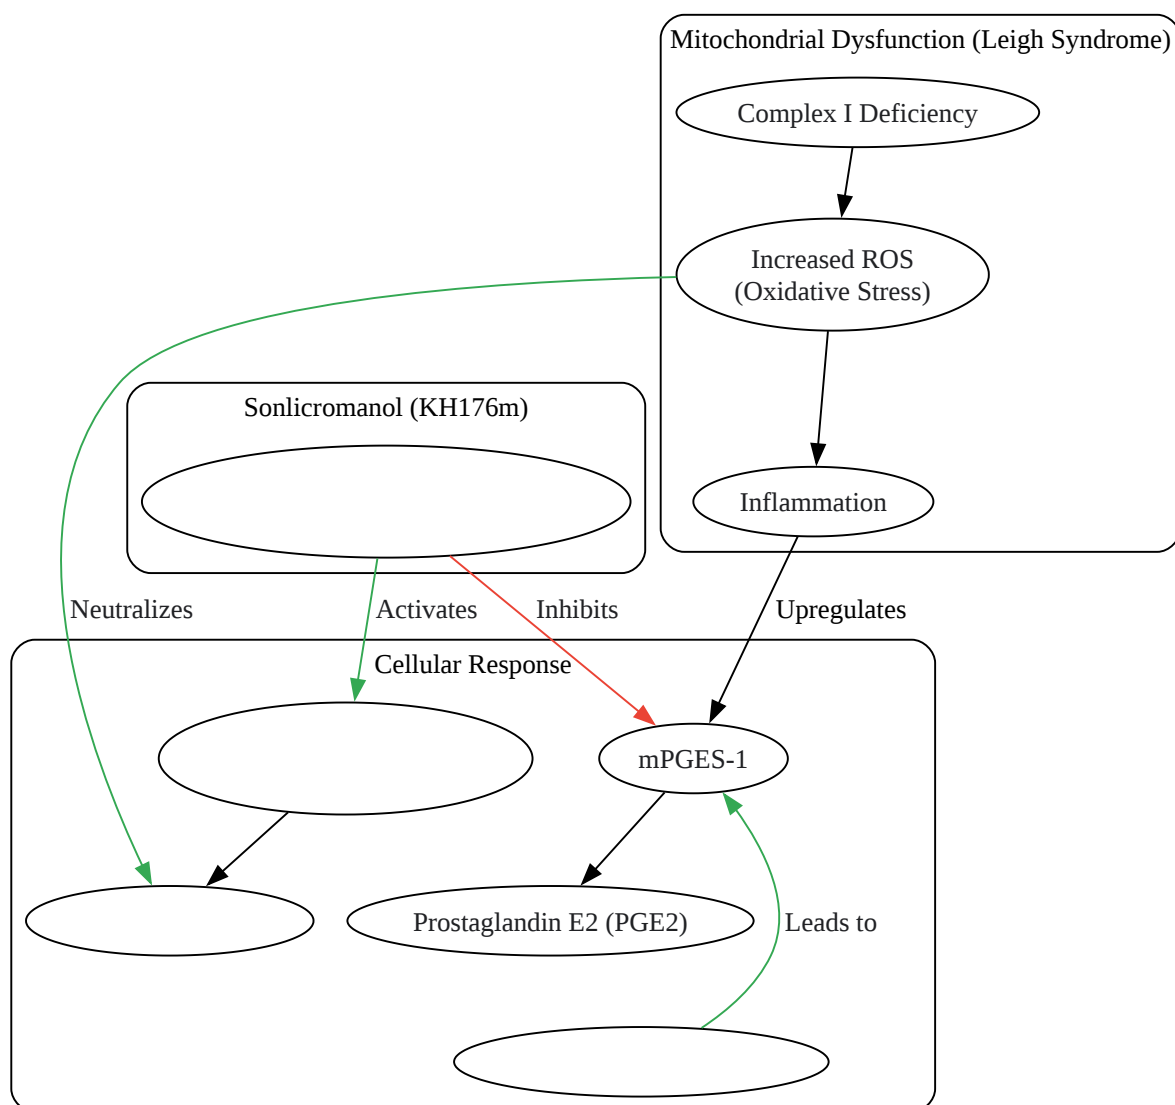 Mitochondrial Dysfunction (Leigh Syndrome)
Complex I Deficiency
Increased ROS
(Oxidative Stress)
Sonlicromanol (KH176m)
Inflammation
Neutralizes
Activates
Inhibits
Upregulates
Cellular Response
mPGES-1
Prostaglandin E2 (PGE2)
Leads to